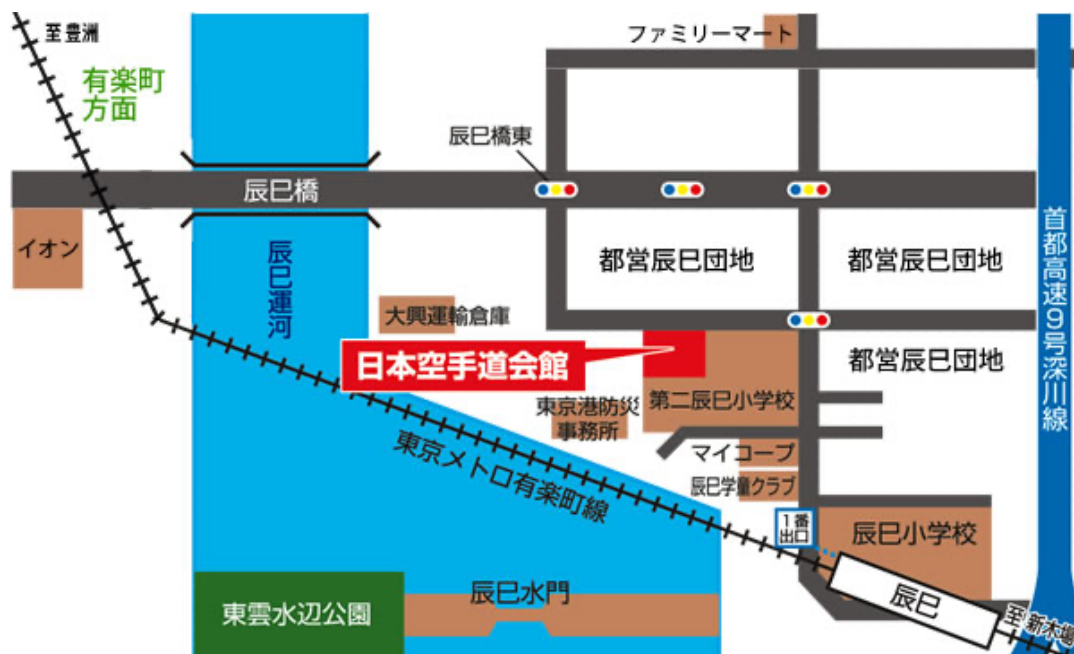 至 豊洲
有楽町
方面
ファミリーマート
辰巳橋東
辰巳橋
イオン
辰巳運河
都営辰巳団地
都営辰巳団地
首都高速9号深川線
大興運輸倉庫
日本空手道会館
都営辰巳団地
第二辰巳小学校
東京港防災
事務所
マイコープ
東京メトロ有楽町線
辰巳学童クラブ
1番
出口
辰巳小学校
辰巳水門
東雲水辺公園
辰巳
至 新木場